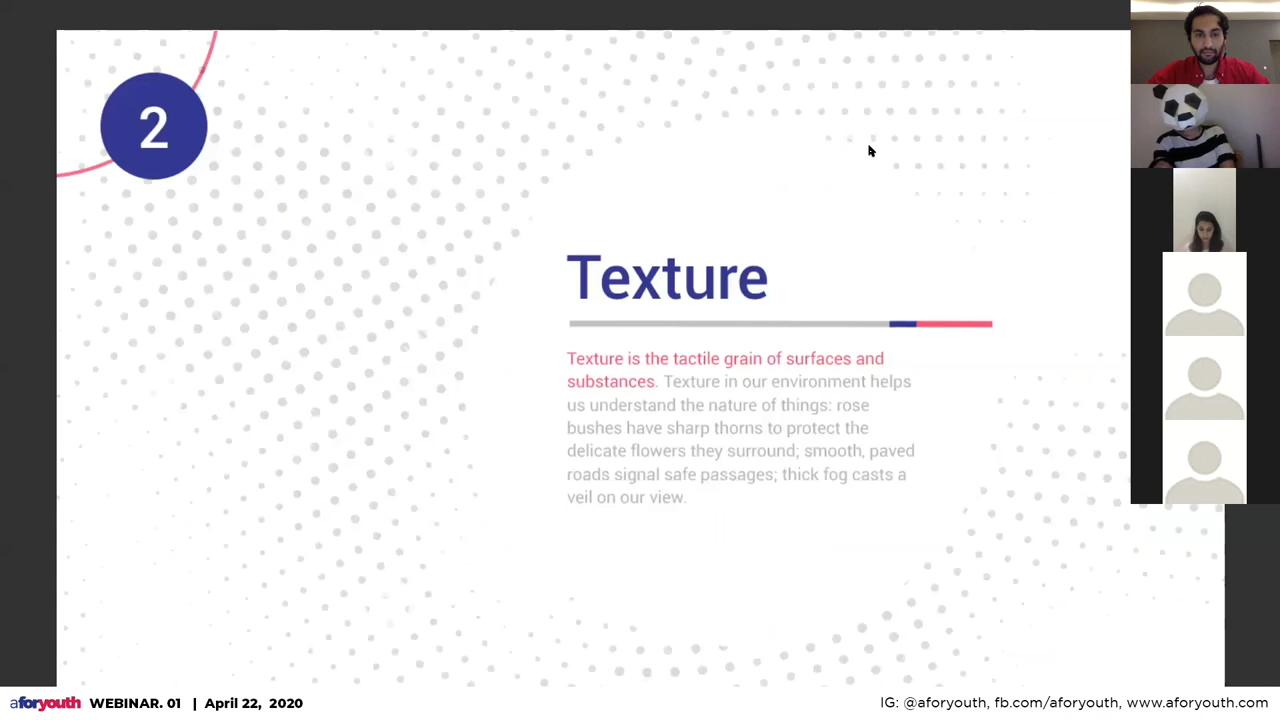 2
Texture
Texture is the tactile grain of surfaces and
substances. Texture in our environment helps
us understand the nature of things: rose
bushes have sharp thorns to protect the
delicate flowers they surround; smooth, paved
roads signal safe passages; thick fog casts a
veil on our view.
aforyouth WEBINAR. 01 | April 22, 2020
IG: @aforyouth, fb.com/aforyouth, www.aforyouth.com